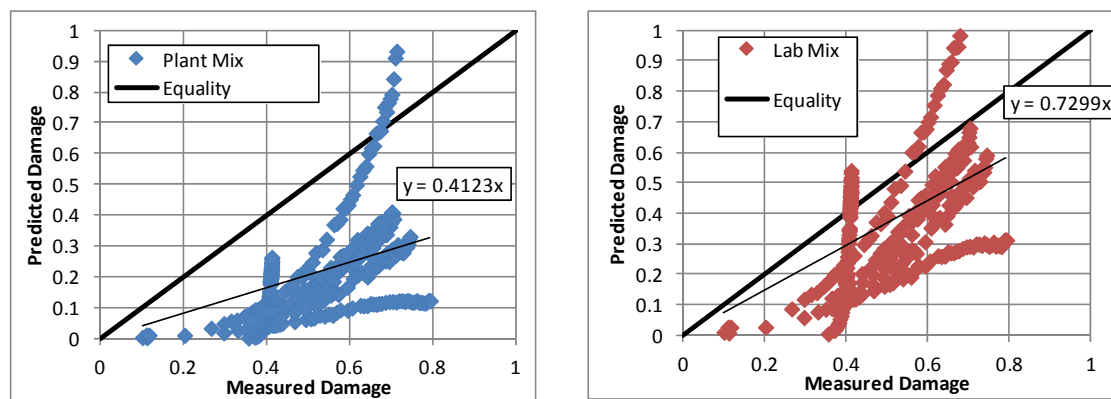 1
0.9
0.8
0.7
0.6
0.5
0.4
0.3
0.2
0.1
0
Predicted Damage
Plant Mix
Equality
y = 0.4123x
0 0.2 0.4 0.6 0.8 1
Measured Damage
1
0.9
0.8
0.7
0.6
0.5
0.4
0.3
0.2
0.1
0
Predicted Damage
Lab Mix
Equality
y = 0.7299x
0 0.2 0.4 0.6 0.8 1
Measured Damage